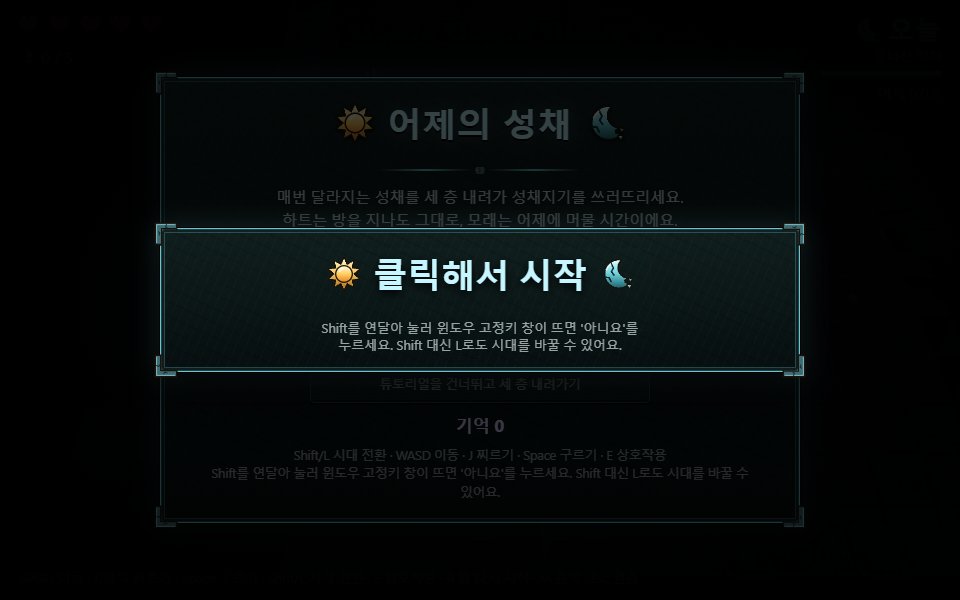 어제의 성채
매번 달라지는 성채를 세 층 내려가 성채지기를 쓰러뜨리세요.
하트는 방을 지나도 그대로, 모래는 어제에 머물 시간이에요.
클릭해서 시작
Shift를 연달아 눌러 윈도우 고정키 창이 뜨면 '아니요'를
누르세요. Shift 대신 L로도 시대를 바꿀 수 있어요.
튜토리얼을 건너뛰고 세 층 내려가기
기억 0
Shift/L 시대 전환 · WASD 이동 · J 찌르기 · Space 구르기 · E 상호작용
Shift를 연달아 눌러 윈도우 고정키 창이 뜨면 '아니요'를 누르세요. Shift 대신 L로도 시대를 바꿀 수
있어요.